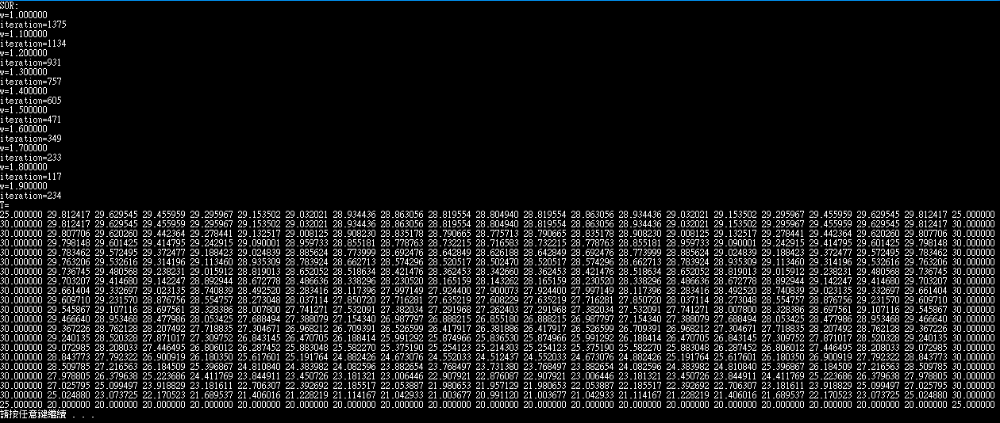 SOR:
w=1.000000
iteration=1375
w=1.100000
iteration=1134
w=1.200000
iteration=931
w=1.300000
iteration=757
w=1.400000
iteration=605
w=1.500000
iteration=471
w=1.600000
iteration=349
w=1.700000
iteration=233
w=1.800000
iteration=117
w=1.900000
iteration=234
T=
25.000000 29.812417 29.629545 29.455959 29.295967 29.153502 29.032021 28.934436 28.863056 28.819554 28.804940 28.819554 28.863056 28.934436 29.032021 29.153502 29.295967 29.455959 29.629545 29.812417 25.000000
30.000000 29.812417 29.629545 29.455959 29.295967 29.153502 29.032021 28.934436 28.863056 28.819554 28.804940 28.819554 28.863056 28.934436 29.032021 29.153502 29.295967 29.455959 29.629545 29.812417 30.000000
30.000000 29.807706 29.620260 29.442364 29.278441 29.132517 29.008125 28.908230 28.835178 28.790665 28.775713 28.790665 28.835178 28.908230 29.008125 29.132517 29.278441 29.442364 29.620260 29.807706 30.000000
30.000000 29.798148 29.601425 29.414795 29.242915 29.090001 28.959733 28.855181 28.778763 28.732215 28.716583 28.732215 28.778763 28.855181 28.959733 29.090001 29.242915 29.414795 29.601425 29.798148 30.000000
30.000000 29.783462 29.572495 29.372477 29.188423 29.024839 28.885624 28.773999 28.692476 28.642849 28.626188 28.642849 28.692476 28.773999 28.885624 29.024839 29.188423 29.372477 29.572495 29.783462 30.000000
30.000000 29.763206 29.532616 29.314196 29.113460 28.935309 28.783924 28.662713 28.574296 28.520517 28.502470 28.520517 28.574296 28.662713 28.783924 28.935309 29.113460 29.314196 29.532616 29.763206 30.000000
30.000000 29.736745 29.480568 29.238231 29.015912 28.819013 28.652052 28.518634 28.421476 28.362453 28.342660 28.362453 28.421476 28.518634 28.652052 28.819013 29.015912 29.238231 29.480568 29.736745 30.000000
30.000000 29.703207 29.414680 29.142247 28.892944 28.672778 28.486636 28.338296 28.230520 28.165159 28.143262 28.165159 28.230520 28.338296 28.486636 28.672778 28.892944 29.142247 29.414680 29.703207 30.000000
30.000000 29.661404 29.332697 29.023135 28.740839 28.492520 28.283416 28.117396 27.997149 27.924400 27.900073 27.924400 27.997149 28.117396 28.283416 28.492520 28.740839 29.023135 29.332697 29.661404 30.000000
30.000000 29.609710 29.231570 28.876756 28.554757 28.273048 28.037114 27.850720 27.716281 27.635219 27.608229 27.635219 27.716281 27.850720 28.037114 28.273048 28.554757 28.876756 29.231570 29.609710 30.000000
30.000000 29.545867 29.107116 28.697561 28.328386 28.007800 27.741271 27.532091 27.382034 27.291968 27.262403 27.291968 27.382034 27.532091 27.741271 28.007800 28.328386 28.697561 29.107116 29.545867 30.000000
30.000000 29.466640 28.953468 28.477986 28.053425 27.688494 27.388079 27.154340 26.987797 26.888215 26.855180 26.888215 26.987797 27.154340 27.388079 27.688494 28.053425 28.477986 28.953468 29.466640 30.000000
30.000000 29.367226 28.762128 28.207492 27.718835 27.304671 26.968212 26.709391 26.526599 26.417917 26.381886 26.417917 26.526599 26.709391 26.968212 27.304671 27.718835 28.207492 28.762128 29.367226 30.000000
30.000000 29.240135 28.520328 27.871017 27.309752 26.843145 26.470705 26.188414 25.991292 25.874966 25.836530 25.874966 25.991292 26.188414 26.470705 26.843145 27.309752 27.871017 28.520328 29.240135 30.000000
30.000000 29.072985 28.208033 27.446495 26.806012 26.287452 25.883048 25.582270 25.375190 25.254123 25.214303 25.254123 25.375190 25.582270 25.883048 26.287452 26.806012 27.446495 28.208033 29.072985 30.000000
30.000000 28.843773 27.792322 26.900919 26.180350 25.617601 25.191764 24.882426 24.673076 24.552033 24.512437 24.552033 24.673076 24.882426 25.191764 25.617601 26.180350 26.900919 27.792322 28.843773 30.000000
30.000000 28.509785 27.216563 26.184509 25.396867 24.810840 24.383982 24.082596 23.882654 23.768497 23.731380 23.768497 23.882654 24.082596 24.383982 24.810840 25.396867 26.184509 27.216563 28.509785 30.000000
30.000000 27.978805 26.379638 25.223686 24.411769 23.844911 23.450726 23.181321 23.006446 22.907921 22.876087 22.907921 23.006446 23.181321 23.450726 23.844911 24.411769 25.223686 26.379638 27.978805 30.000000
30.000000 27.025795 25.099497 23.918829 23.181611 22.706307 22.392692 22.185517 22.053887 21.980653 21.957129 21.980653 22.053887 22.185517 22.392692 22.706307 23.181611 23.918829 25.099497 27.025795 30.000000
30.000000 25.024880 23.073725 22.170523 21.689537 21.406016 21.228219 21.114167 21.042933 21.003677 20.991120 21.003677 21.042933 21.114167 21.228219 21.406016 21.689537 22.170523 23.073725 25.024880 30.000000
25.000000 20.000000 20.000000 20.000000 20.000000 20.000000 20.000000 20.000000 20.000000 20.000000 20.000000 20.000000 20.000000 20.000000 20.000000 20.000000 20.000000 20.000000 20.000000 20.000000 25.000000
請按任意鍵繼續 . . .